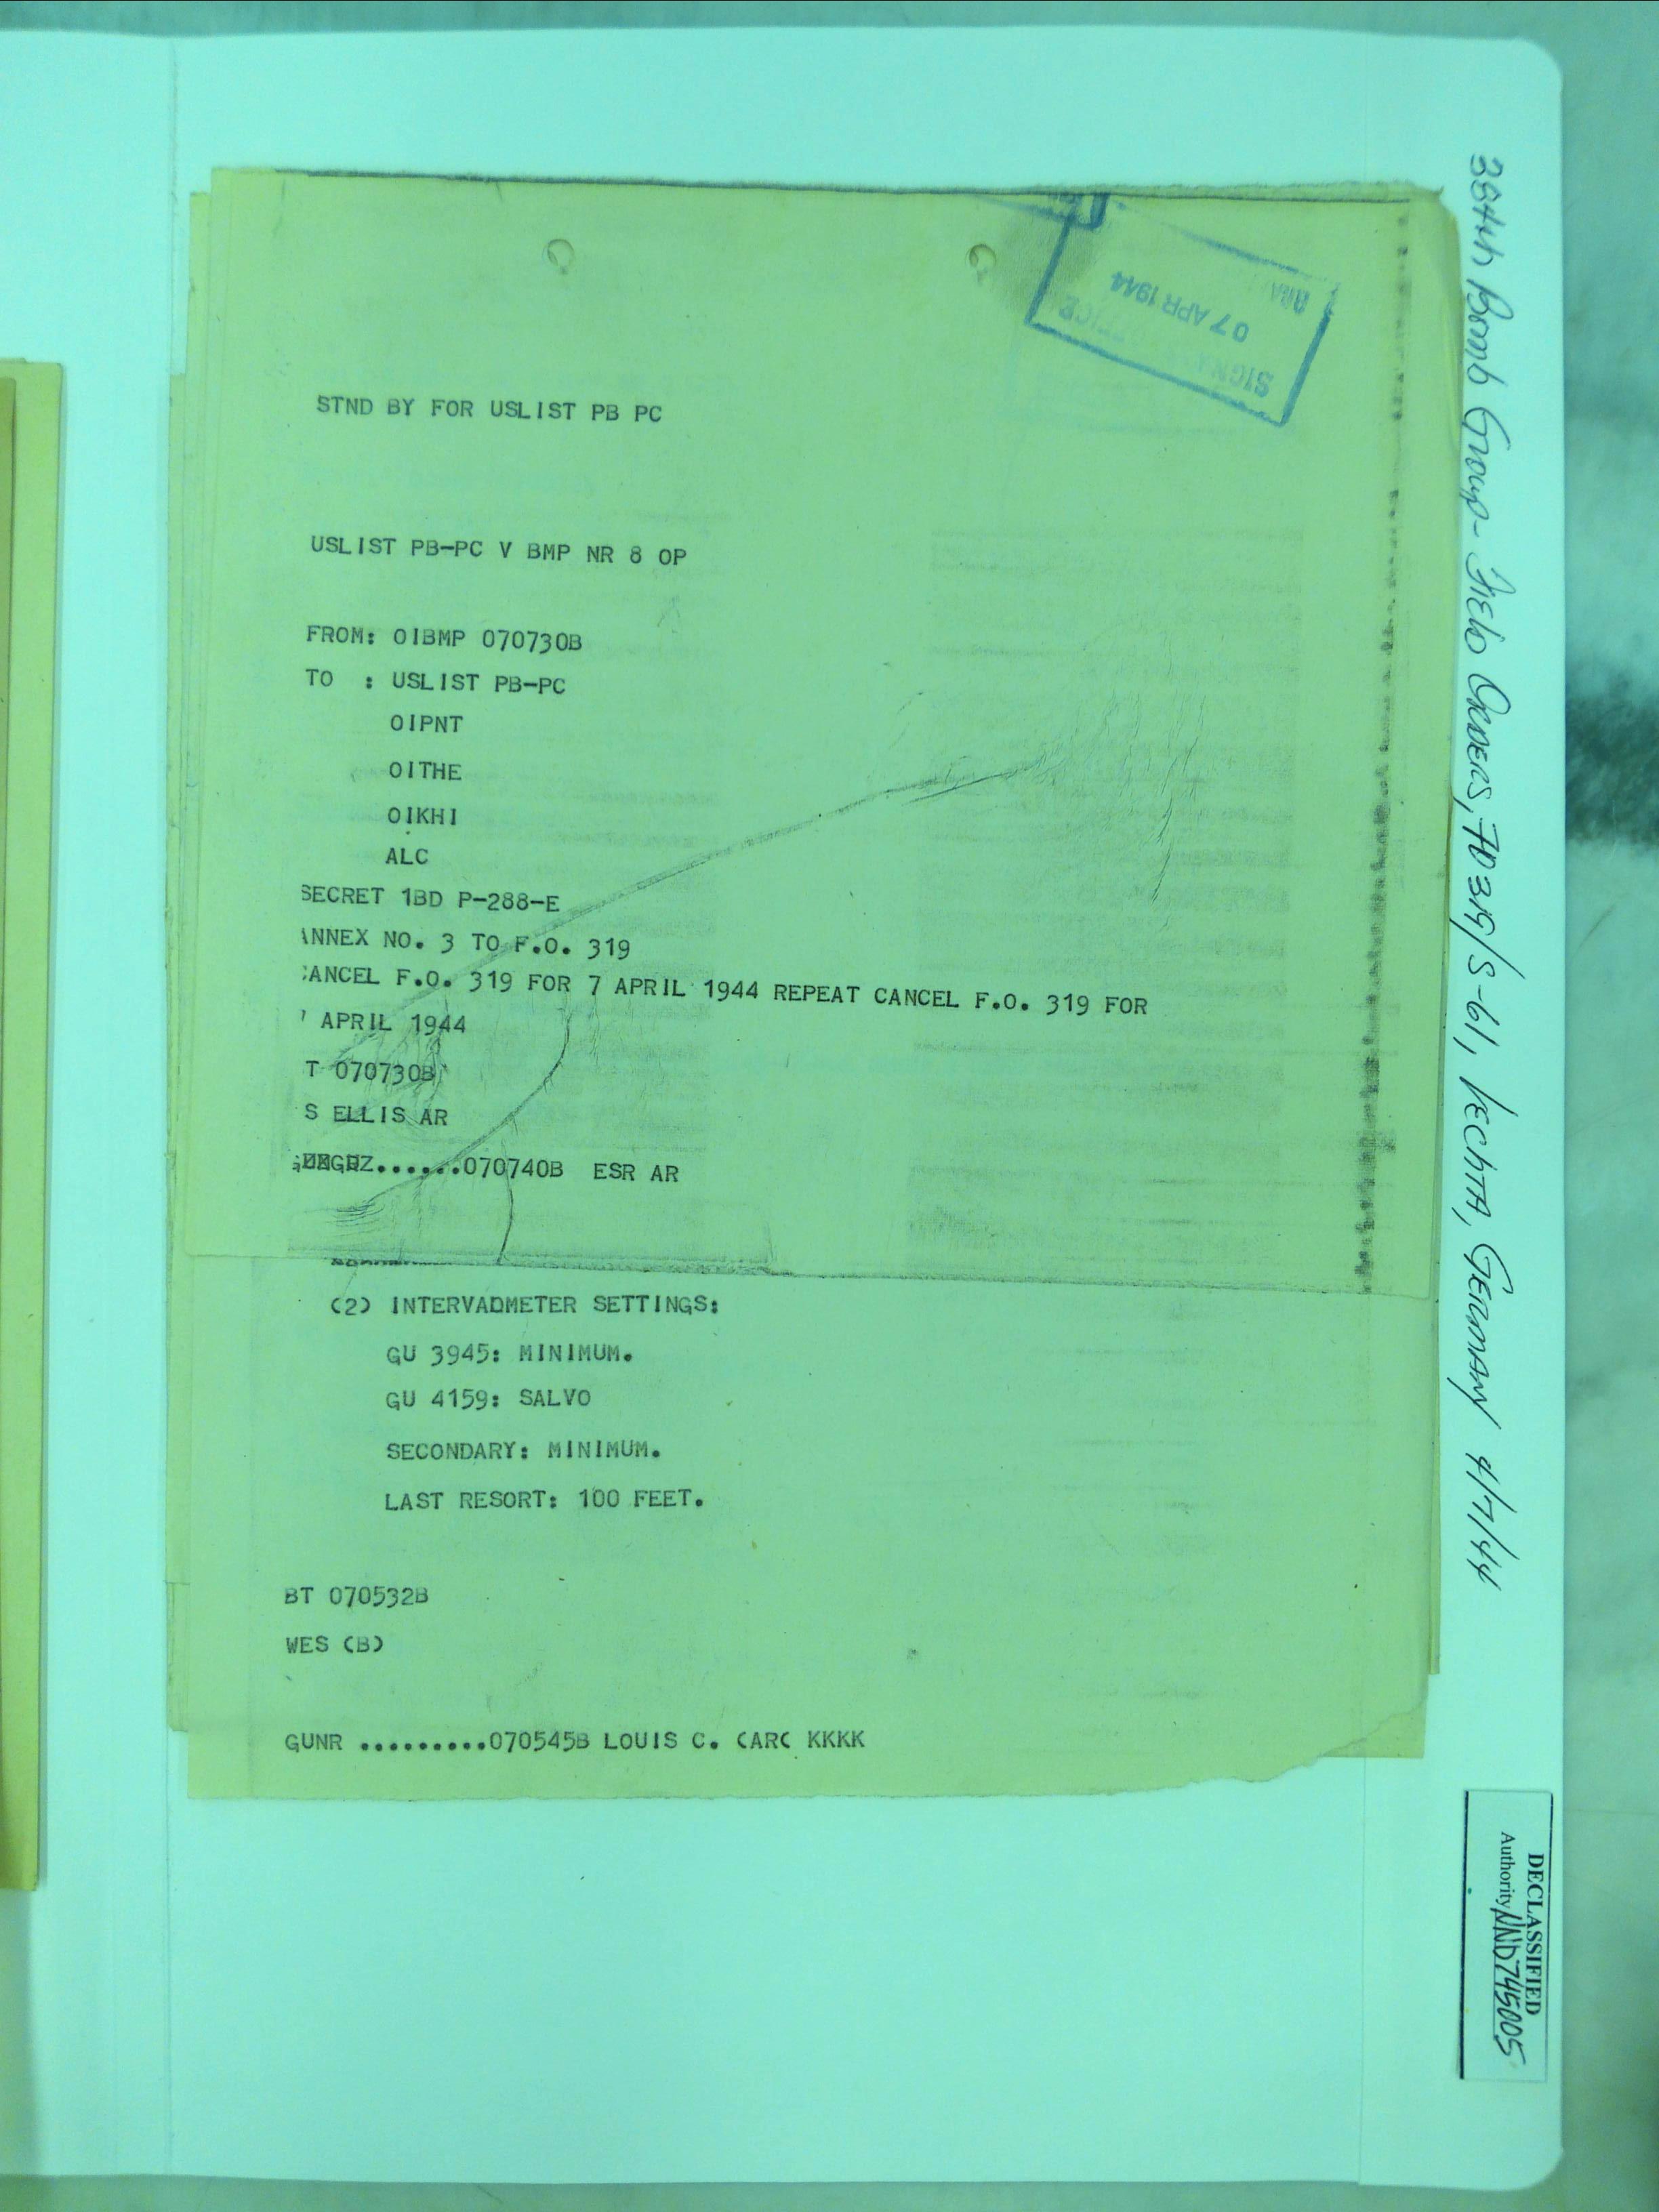 SIGNAL OFFICE
07 APR 1944
STND BY FOR USLIST PB PC
USLIST PB-PC V BMP NR 8 OP
FROM: OIBMP 070730B
TO : USLIST PB-PC
OIPNT
OITHE
OIKHI
ALC
SECRET 1BD P-288-E
ANNEX NO. 3 TO F.O. 319
CANCEL F.O. 319 FOR 7 APRIL 1944 REPEAT CANCEL F.O. 319 FOR
7 APRIL 1944
T 070730B
S ELLIS AR
......070740B ESR AR
(2) INTERVADMETER SETTINGS:
GU 3945: MINIMUM.
GU 4159: SALVO
SECONDARY: MINIMUM.
LAST RESORT: 100 FEET.
BT 070532B
WES (B)
GUNR .........070545B LOUIS C. (ARC KKKK
384th Bomb Group- Field Orders, FO 319/S-61, VECHTA, GERMANY 4/7/44
DECLASSIFIED
Authority NND745005